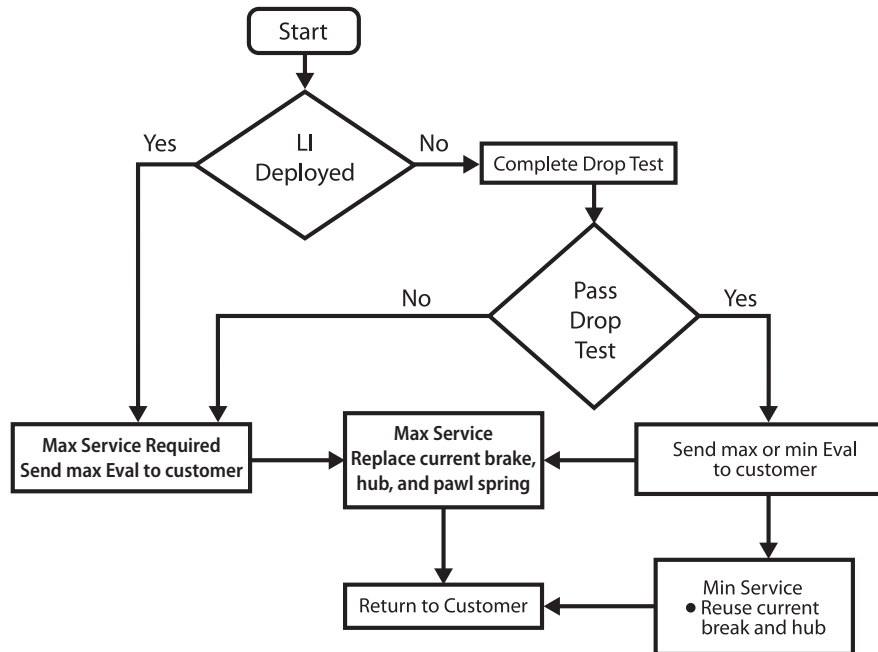 Start
Yes
LI
Deployed
No
Complete Drop Test
No
Pass
Drop
Test
Yes
Max Service Required
Send max Eval to customer
Max Service
Replace current brake,
hub, and pawl spring
Send max or min Eval
to customer
Return to Customer
Min Service
● Reuse current
break and hub